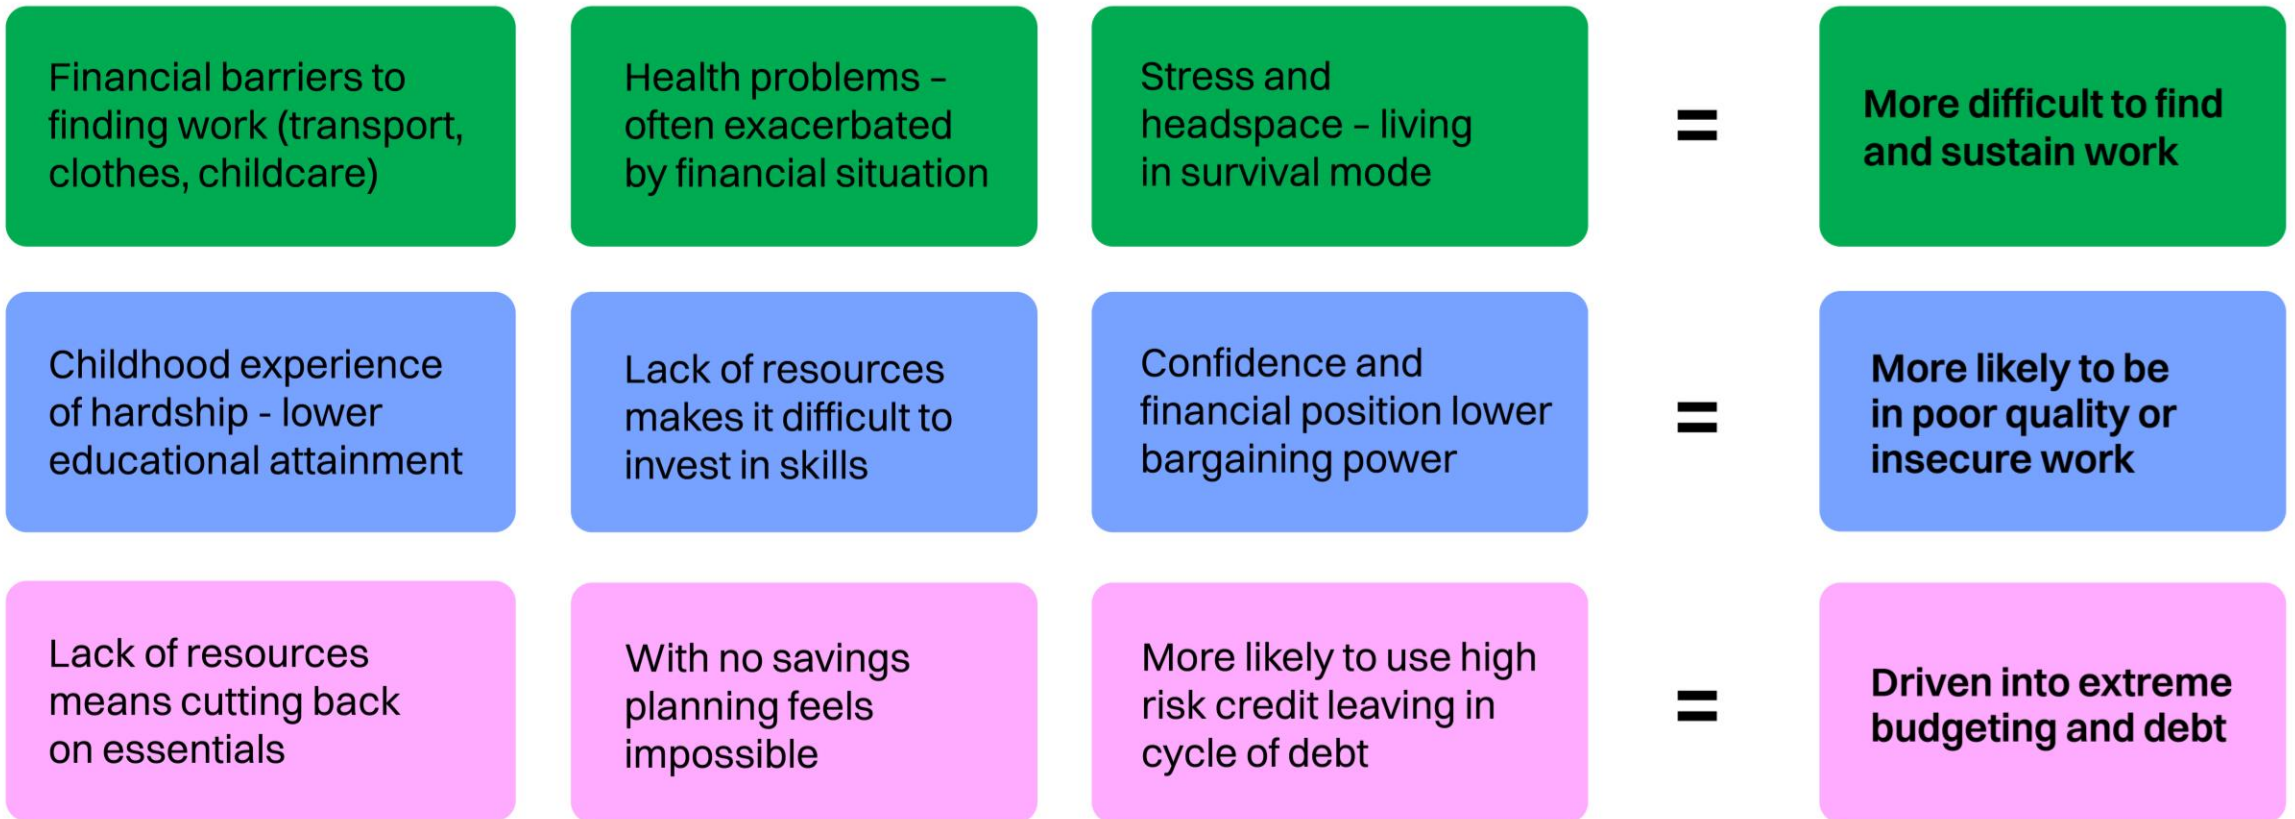 Financial barriers to
finding work (transport,
clothes, childcare)
Health problems –
often exacerbated
by financial situation
Stress and
headspace – living
in survival mode
=
More difficult to find
and sustain work
Childhood experience
of hardship - lower
educational attainment
Lack of resources
makes it difficult to
invest in skills
Confidence and
financial position lower
bargaining power
=
More likely to be
in poor quality or
insecure work
Lack of resources
means cutting back
on essentials
With no savings
planning feels
impossible
More likely to use high
risk credit leaving in
cycle of debt
=
Driven into extreme
budgeting and debt